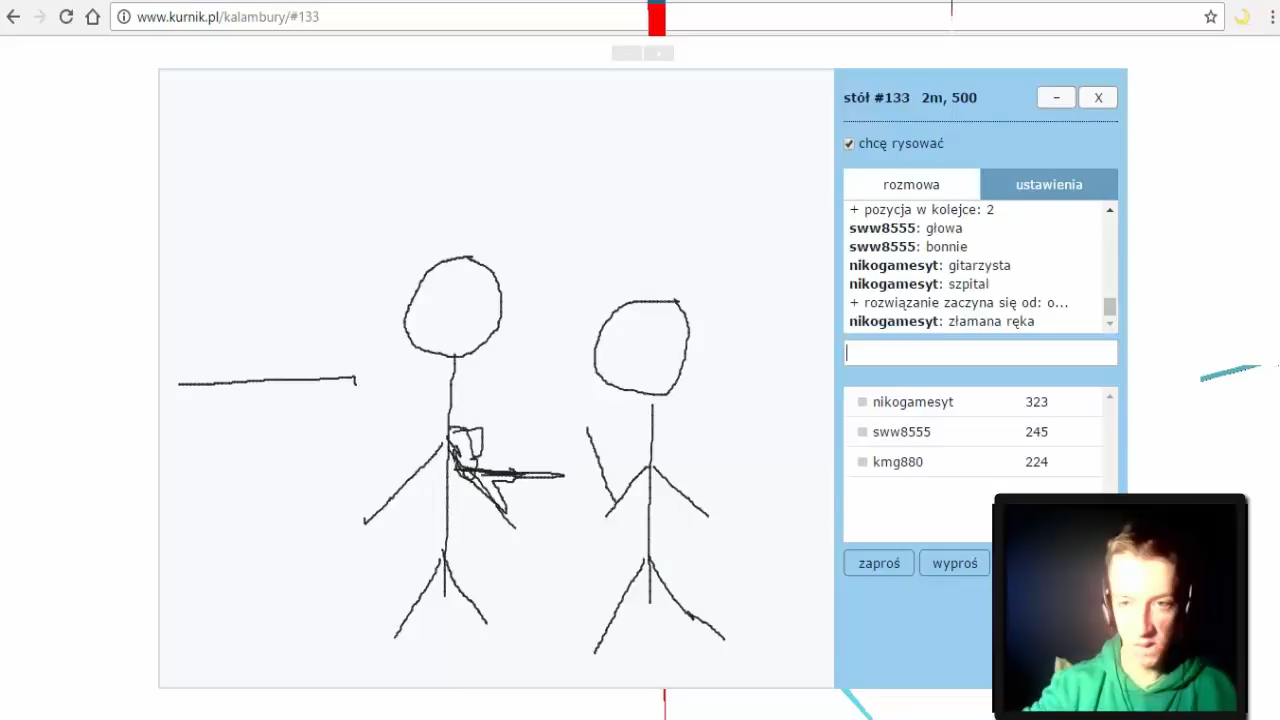 www.kurnik.pl/kalambury/#133
stół #133 2m, 500
– X
chcę rysować
rozmowa ustawienia
+ pozycja w kolejce: 2
sww8555: głowa
sww8555: bonnie
nikogamesyt: gitarzysta
nikogamesyt: szpital
+ rozwiązanie zaczyna się od: o...
nikogamesyt: złamana ręka
nikogamesyt 323
sww8555 245
kmg880 224
zaproś wyproś